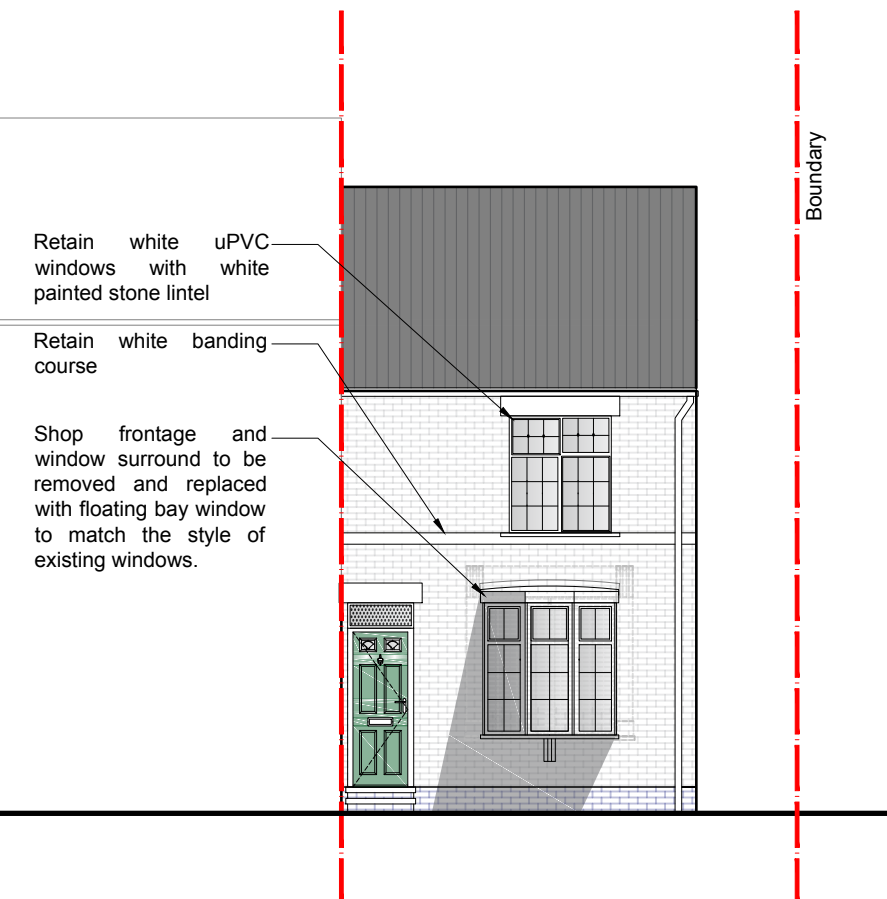 Boundary
Retain white uPVC
windows with white
painted stone lintel
Retain white banding
course
Shop frontage and
window surround to be
removed and replaced
with floating bay window
to match the style of
existing windows.